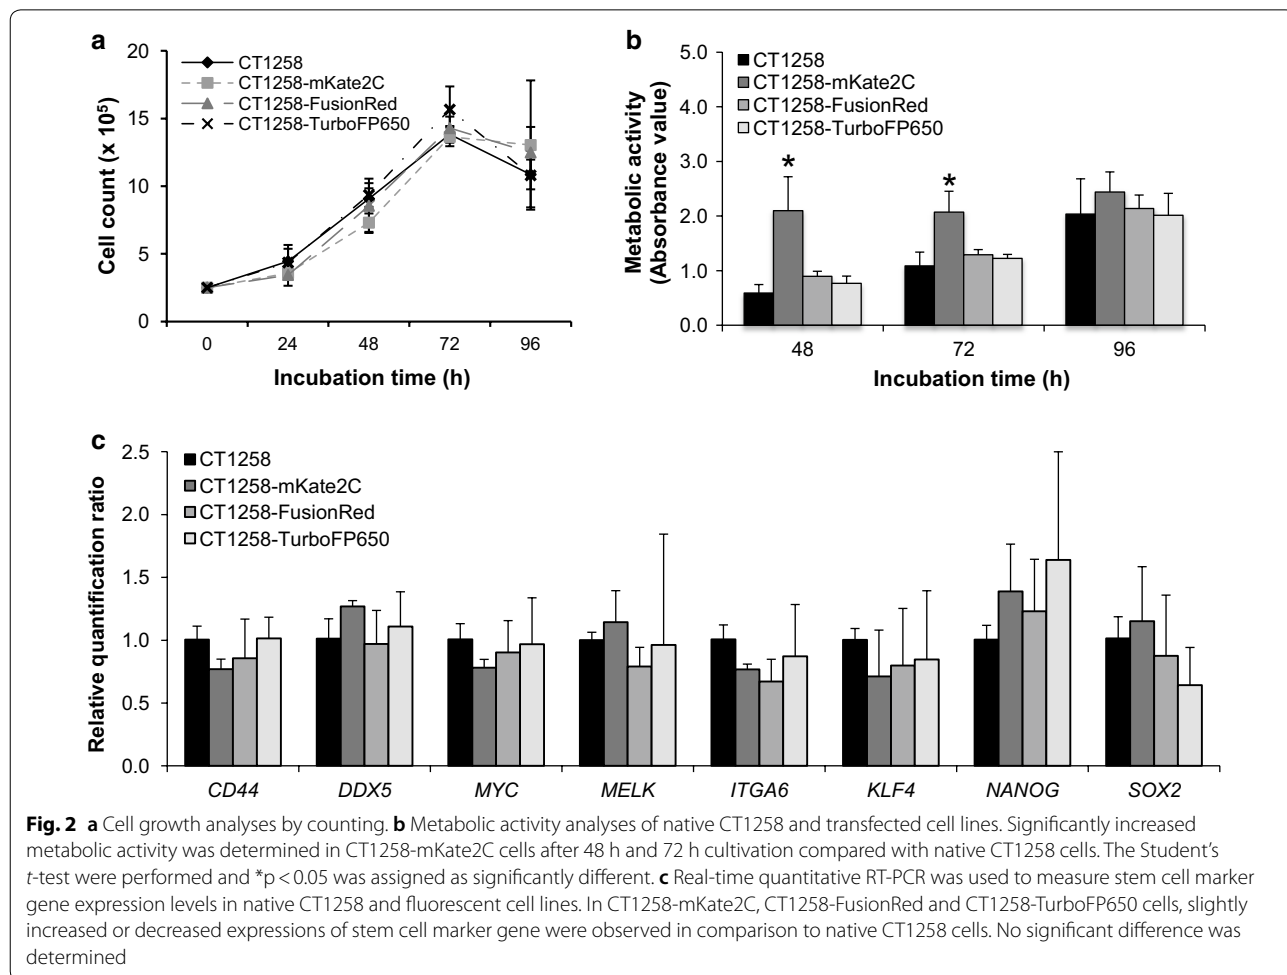 a
20
15
10
5
0
Cell count (x 10⁵)
CT1258
CT1258-mKate2C
CT1258-FusionRed
CT1258-TurboFP650
0 24 48 72 96
Incubation time (h)
b
5.0
4.0
3.0
2.0
1.0
0.0
Metabolic activity
(Absorbance value)
CT1258
CT1258-mKate2C
CT1258-FusionRed
CT1258-TurboFP650
* *
48 72 96
Incubation time (h)
c
2.5
2.0
1.5
1.0
0.5
0.0
Relative quantification ratio
CT1258
CT1258-mKate2C
CT1258-FusionRed
CT1258-TurboFP650
CD44 DDX5 MYC MELK ITGA6 KLF4 NANOG SOX2
Fig. 2 a Cell growth analyses by counting. b Metabolic activity analyses of native CT1258 and transfected cell lines. Significantly increased
metabolic activity was determined in CT1258-mKate2C cells after 48 h and 72 h cultivation compared with native CT1258 cells. The Student's
t-test were performed and *p < 0.05 was assigned as significantly different. c Real-time quantitative RT-PCR was used to measure stem cell marker
gene expression levels in native CT1258 and fluorescent cell lines. In CT1258-mKate2C, CT1258-FusionRed and CT1258-TurboFP650 cells, slightly
increased or decreased expressions of stem cell marker gene were observed in comparison to native CT1258 cells. No significant difference was
determined